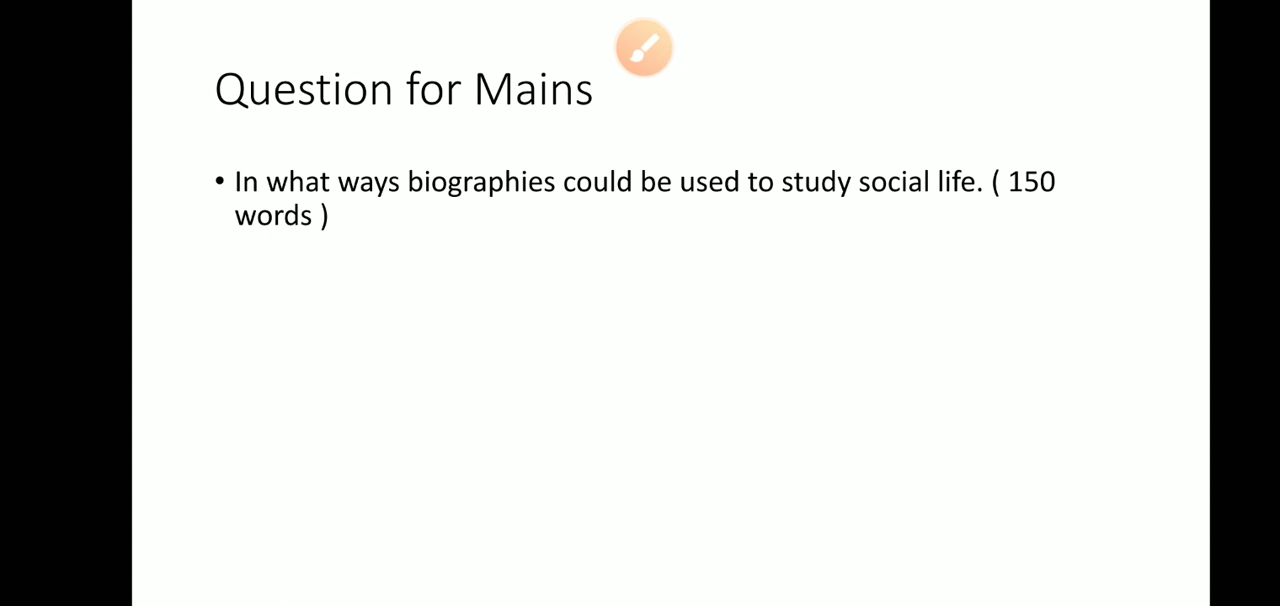 Question for Mains
• In what ways biographies could be used to study social life. ( 150
words )